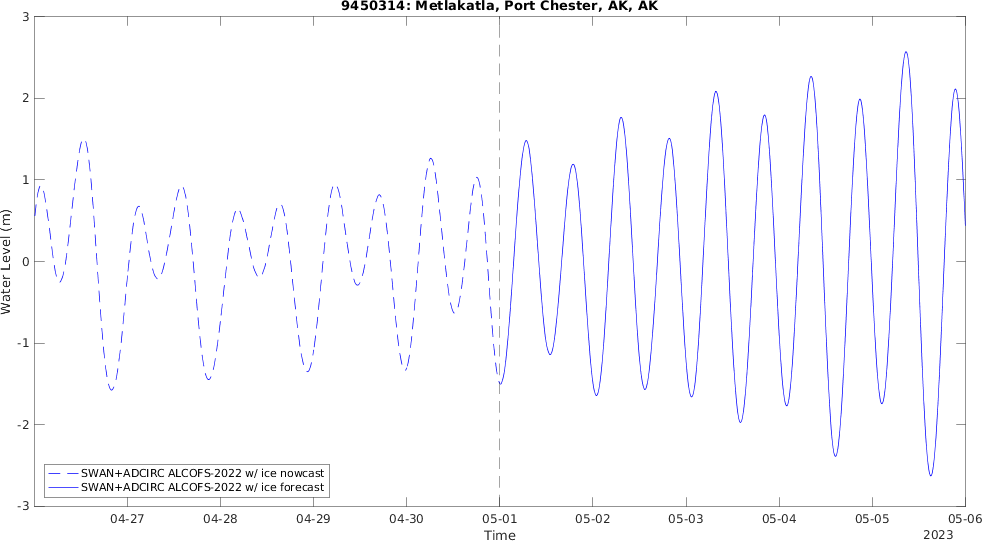 9450314: Metlakatla, Port Chester, AK, AK
3
2
1
0
-1
-2
-3
Water Level (m)
SWAN+ADCIRC ALCOFS-2022 w/ ice nowcast
SWAN+ADCIRC ALCOFS-2022 w/ ice forecast
04-27 04-28 04-29 04-30 05-01 05-02 05-03 05-04 05-05 05-06
Time
2023